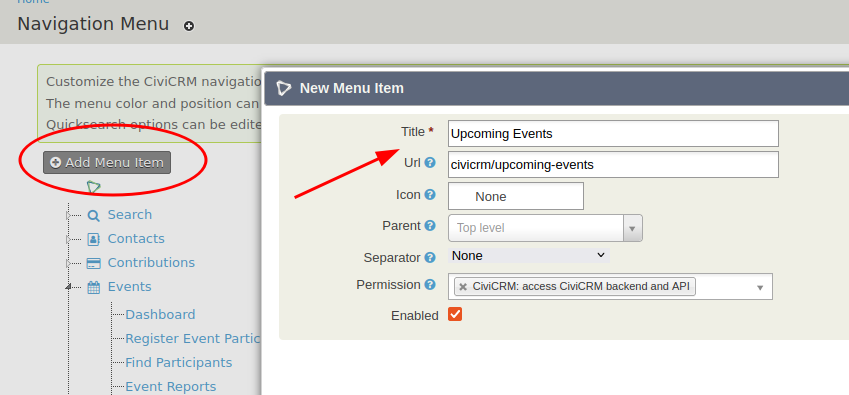 Home
Navigation Menu
Customize the CiviCRM navigatio
The menu color and position can
Quicksearch options can be edite
Add Menu Item
Search
Contacts
Contributions
Events
Dashboard
Register Event Partic
Find Participants
Event Reports
New Menu Item
Title *
Upcoming Events
Url
civicrm/upcoming-events
Icon
None
Parent
Top level
Separator
None
Permission
CiviCRM: access CiviCRM backend and API
Enabled